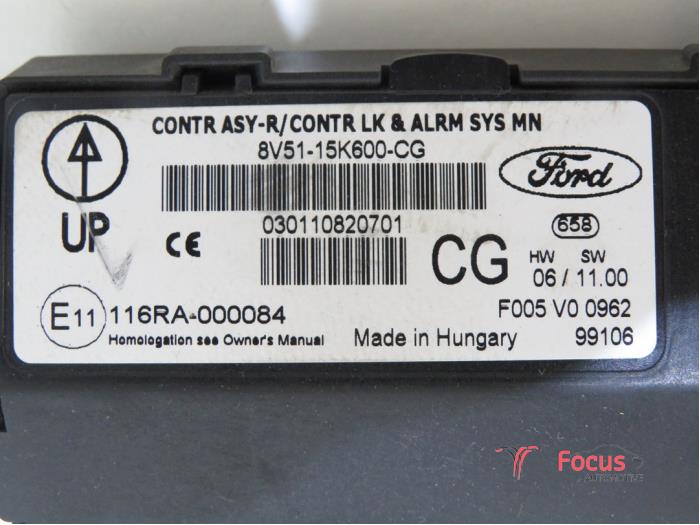 CONTR ASY-R/CONTR LK & ALRM SYS MN
8V51-15K600-CG
Ford
UP
CE
030110820701
CG
658
HW SW
06 / 11.00
E11 116RA-000084
Homologation see Owner's Manual
Made in Hungary
F005 V0 0962
99106
Focus
AUTOMOTIVE